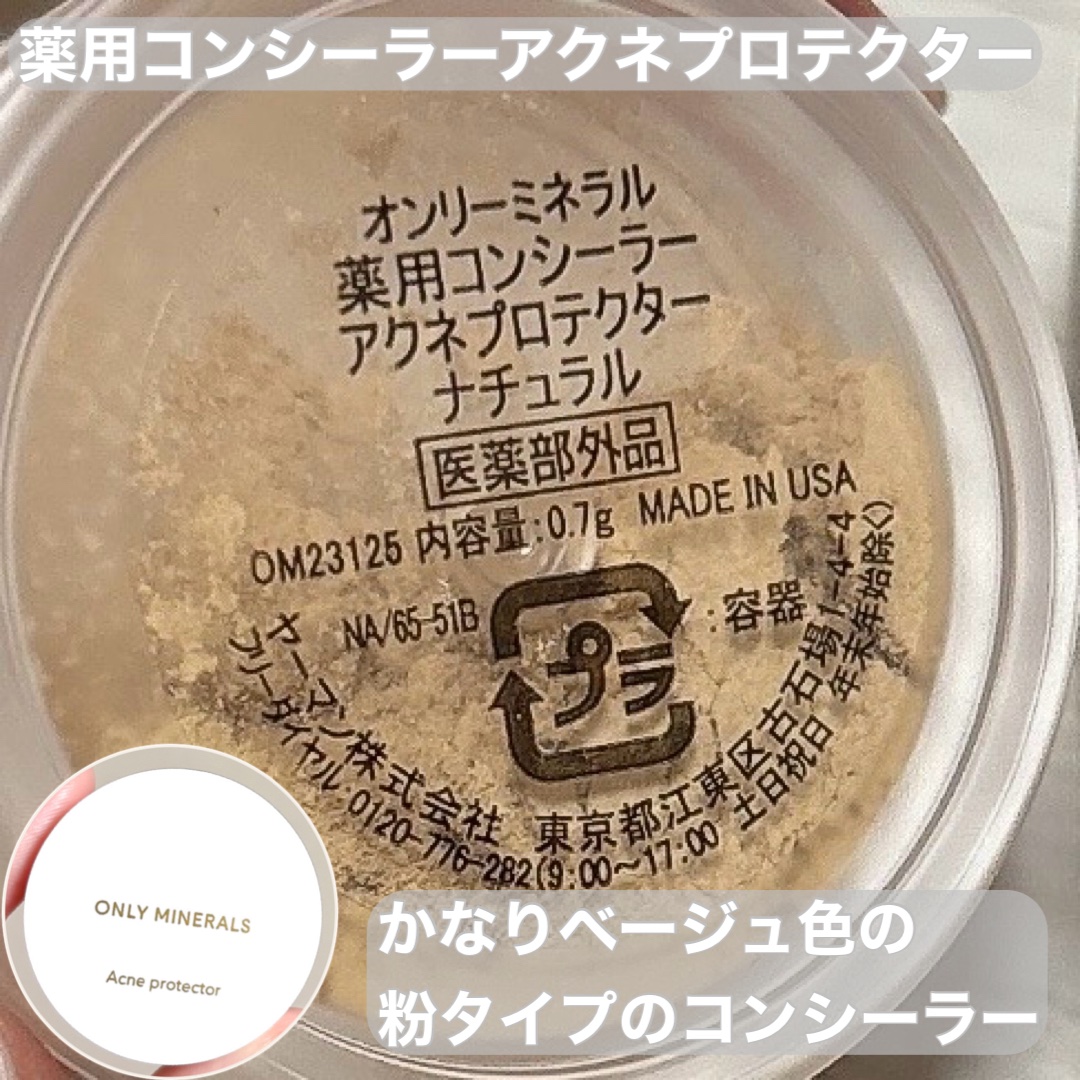 薬用コンシーラーアクネプロテクター
オンリーミネラル
薬用コンシーラー
アクネプロテクター
ナチュラル
医薬部外品
OM23125 内容量:0.7g MADE IN USA
NA/65-51B
プラ
:容器
ヤーマン株式会社 東京都江東区古石場1-4-4
フリーダイヤル 0120-776-282(9:00～17:00 土日祝日 年末年始除く)
ONLY MINERALS
Acne protector
かなりベージュ色の
粉タイプのコンシーラー